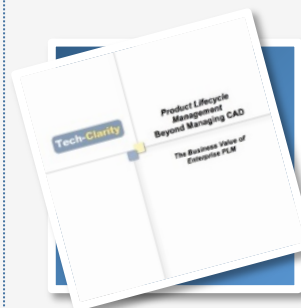 Tech-Clarity
Product Lifecycle
Management
Beyond Managing CAD
The Business Value of
Enterprise PLM